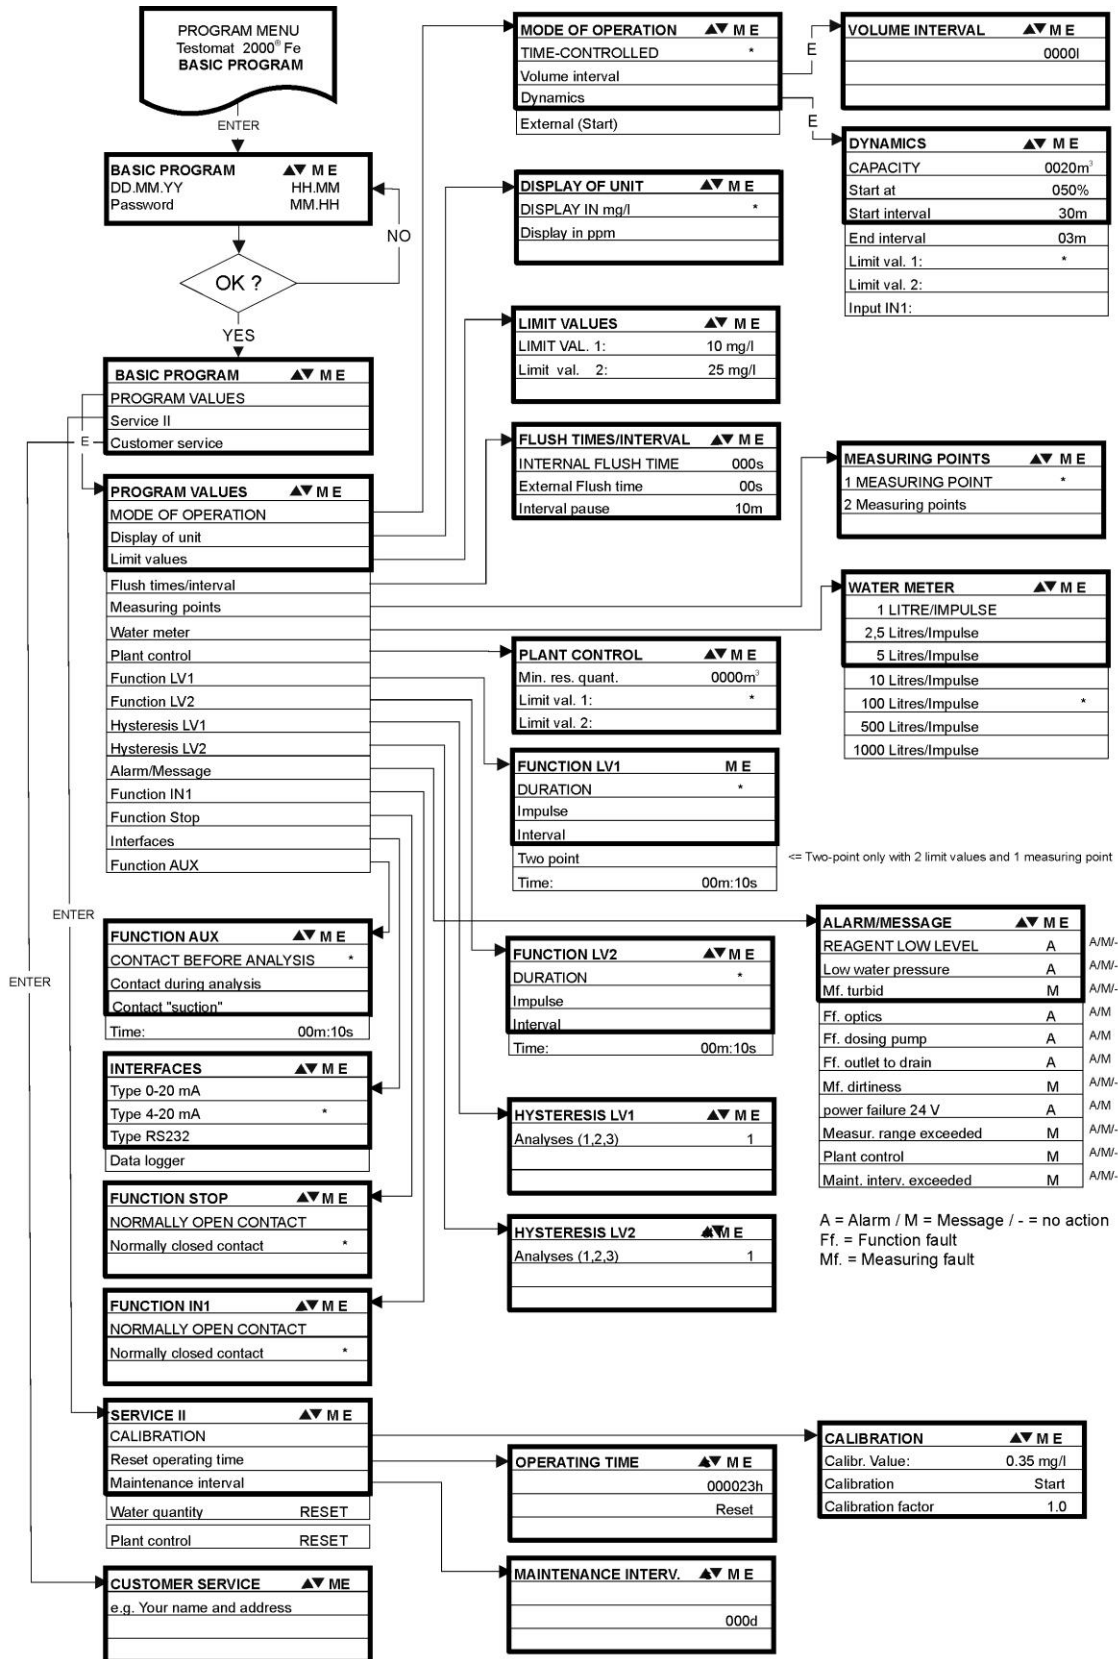 PROGRAM MENU
Testomat 2000® Fe
BASIC PROGRAM
ENTER
BASIC PROGRAM ▲▼ M E
DD.MM.YY HH.MM
Password MM.HH
NO
OK ?
YES
BASIC PROGRAM ▲▼ M E
PROGRAM VALUES
Service II
Customer service
E
PROGRAM VALUES ▲▼ M E
MODE OF OPERATION
Display of unit
Limit values
Flush times/interval
Measuring points
Water meter
Plant control
Function LV1
Function LV2
Hysteresis LV1
Hysteresis LV2
Alarm/Message
Function IN1
Function Stop
Interfaces
Function AUX
ENTER
ENTER
FUNCTION AUX ▲▼ M E
CONTACT BEFORE ANALYSIS *
Contact during analysis
Contact "suction"
Time: 00m:10s
INTERFACES ▲▼ M E
Type 0-20 mA
Type 4-20 mA *
Type RS232
Data logger
FUNCTION STOP ▲▼ M E
NORMALLY OPEN CONTACT
Normally closed contact *
FUNCTION IN1 ▲▼ M E
NORMALLY OPEN CONTACT
Normally closed contact *
SERVICE II ▲▼ M E
CALIBRATION
Reset operating time
Maintenance interval
Water quantity RESET
Plant control RESET
CUSTOMER SERVICE ▲▼ ME
e.g. Your name and address
MODE OF OPERATION ▲▼ M E
TIME-CONTROLLED *
Volume interval
Dynamics
External (Start)
E
E
VOLUME INTERVAL ▲▼ M E
0000l
DYNAMICS ▲▼ M E
CAPACITY 0020m³
Start at 050%
Start interval 30m
End interval 03m
Limit val. 1: *
Limit val. 2:
Input IN1:
DISPLAY OF UNIT ▲▼ M E
DISPLAY IN mg/l *
Display in ppm
LIMIT VALUES ▲▼ M E
LIMIT VAL. 1: 10 mg/l
Limit val. 2: 25 mg/l
FLUSH TIMES/INTERVAL ▲▼ M E
INTERNAL FLUSH TIME 000s
External Flush time 00s
Interval pause 10m
MEASURING POINTS ▲▼ M E
1 MEASURING POINT *
2 Measuring points
WATER METER ▲▼ M E
1 LITRE/IMPULSE
2,5 Litres/Impulse
5 Litres/Impulse
10 Litres/Impulse
100 Litres/Impulse *
500 Litres/Impulse
1000 Litres/Impulse
PLANT CONTROL ▲▼ M E
Min. res. quant. 0000m³
Limit val. 1: *
Limit val. 2:
FUNCTION LV1 M E
DURATION *
Impulse
Interval
Two point
Time: 00m:10s
<= Two-point only with 2 limit values and 1 measuring point
FUNCTION LV2 ▲▼ M E
DURATION *
Impulse
Interval
Time: 00m:10s
ALARM/MESSAGE ▲▼ M E
REAGENT LOW LEVEL A A/M/-
Low water pressure A A/M/-
Mf. turbid M A/M/-
Ff. optics A A/M
Ff. dosing pump A A/M
Ff. outlet to drain A A/M
Mf. dirtiness M A/M/-
power failure 24 V A A/M
Measur. range exceeded M A/M/-
Plant control M A/M/-
Maint. interv. exceeded M A/M/-
A = Alarm / M = Message / - = no action
Ff. = Function fault
Mf. = Measuring fault
HYSTERESIS LV1 ▲▼ M E
Analyses (1,2,3) 1
HYSTERESIS LV2 ▲▼ M E
Analyses (1,2,3) 1
OPERATING TIME ▲▼ M E
000023h
Reset
CALIBRATION ▲▼ M E
Calibr. Value: 0.35 mg/l
Calibration Start
Calibration factor 1.0
MAINTENANCE INTERV. ▲▼ M E
000d